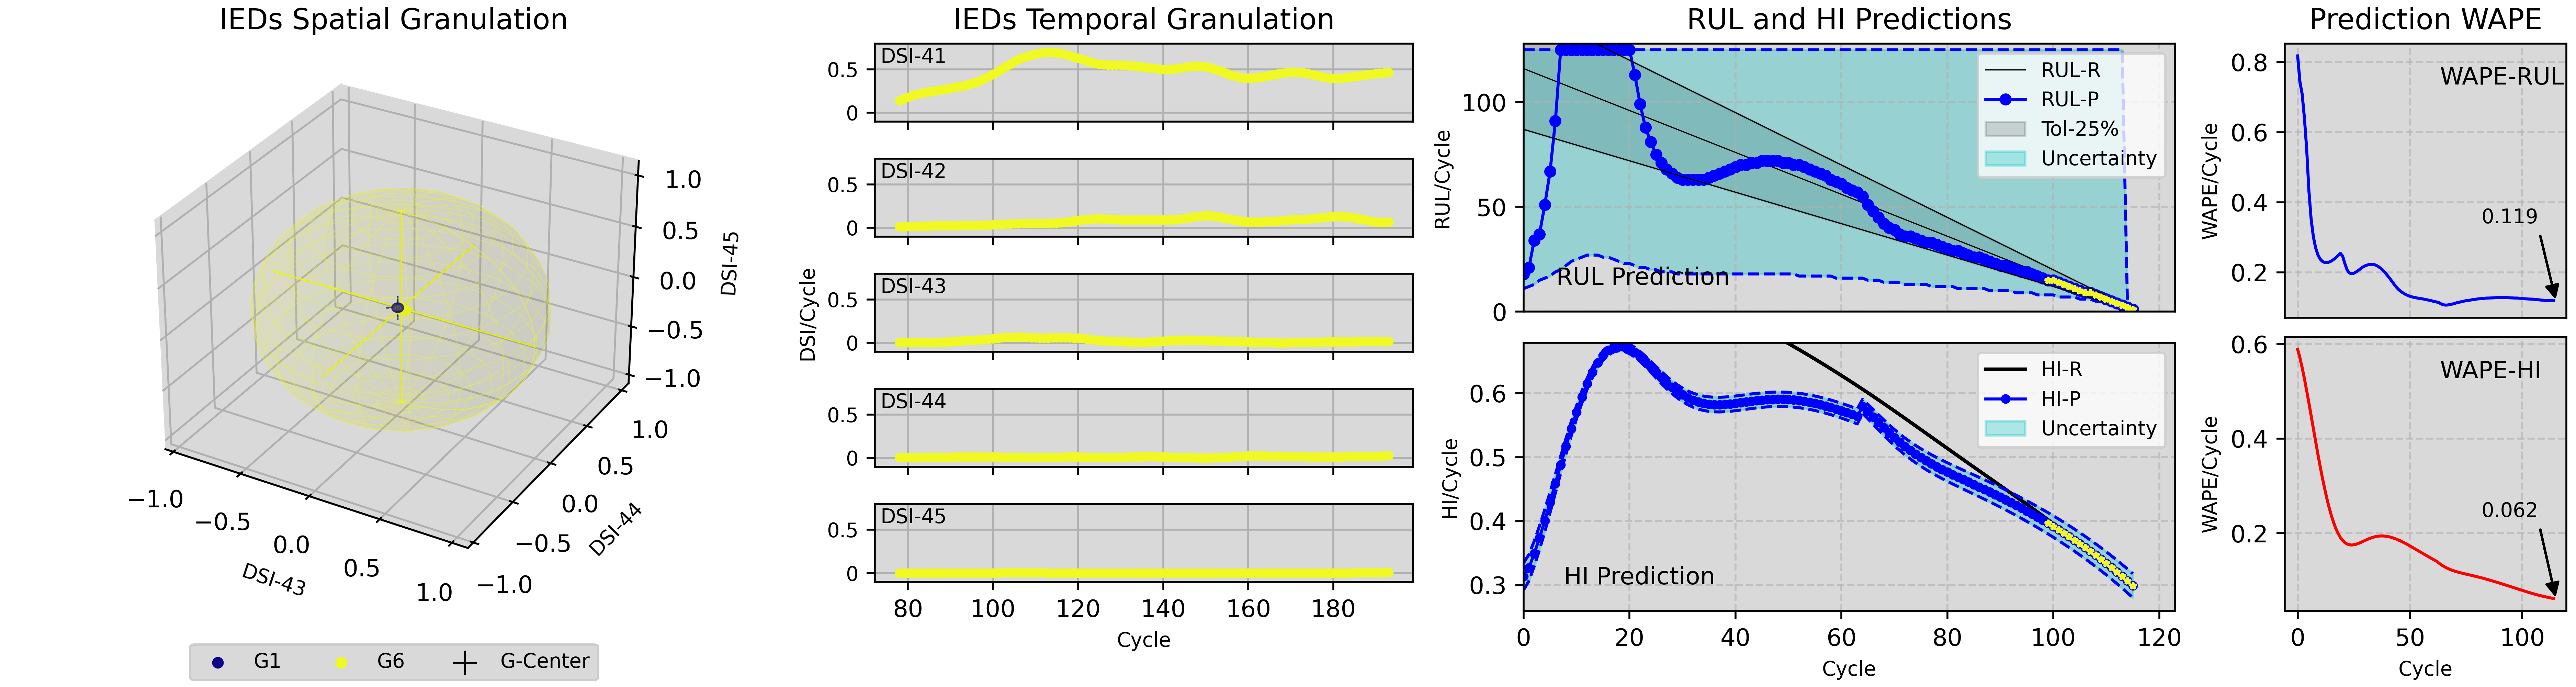 IEDs Spatial Granulation
1.0
0.5
0.0
−0.5
−1.0
DSI-45
1.0
0.5
0.0
−0.5
−1.0
DSI-44
−1.0
−0.5
0.0
0.5
1.0
DSI-43
G1 G6 G-Center
IEDs Temporal Granulation
DSI/Cycle
DSI-41
0.5
0
DSI-42
0.5
0
DSI-43
0.5
0
DSI-44
0.5
0
DSI-45
0.5
0
80 100 120 140 160 180
Cycle
RUL and HI Predictions
RUL/Cycle
100
50
0
RUL-R
RUL-P
Tol-25%
Uncertainty
RUL Prediction
HI/Cycle
0.6
0.5
0.4
0.3
HI-R
HI-P
Uncertainty
HI Prediction
0 20 40 60 80 100 120
Cycle
Prediction WAPE
WAPE/Cycle
0.8
0.6
0.4
0.2
WAPE-RUL
0.119
WAPE/Cycle
0.6
0.4
0.2
WAPE-HI
0.062
0 50 100
Cycle